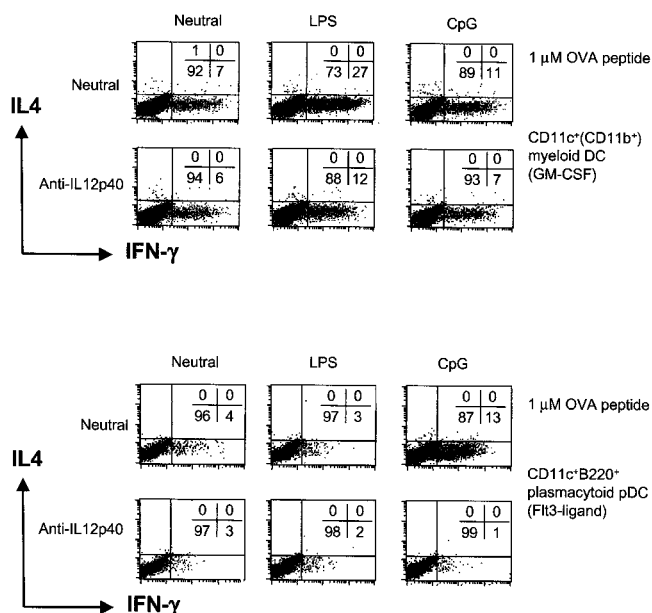 Neutral LPS CpG
1 0 0 0 0 0
92 7 73 27 89 11
1 μM OVA peptide
Neutral
IL4
CD11c⁺(CD11b⁺)
myeloid DC
(GM-CSF)
0 0 0 0 0 0
94 6 88 12 93 7
Anti-IL12p40
IFN-γ
Neutral LPS CpG
0 0 0 0 0 0
96 4 97 3 87 13
1 μM OVA peptide
Neutral
IL4
CD11c⁺B220⁺
plasmacytoid pDC
(Flt3-ligand)
0 0 0 0 0 0
97 3 98 2 99 1
Anti-IL12p40
IFN-γ